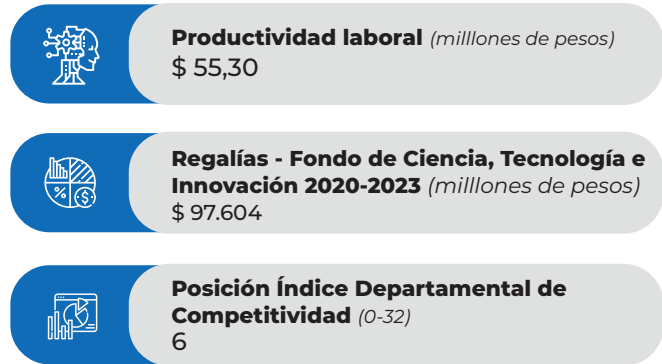 Productividad laboral (milllones de pesos)
$ 55,30
Regalías - Fondo de Ciencia, Tecnología e
Innovación 2020-2023 (milllones de pesos)
$ 97.604
Posición Índice Departamental de
Competitividad (0-32)
6